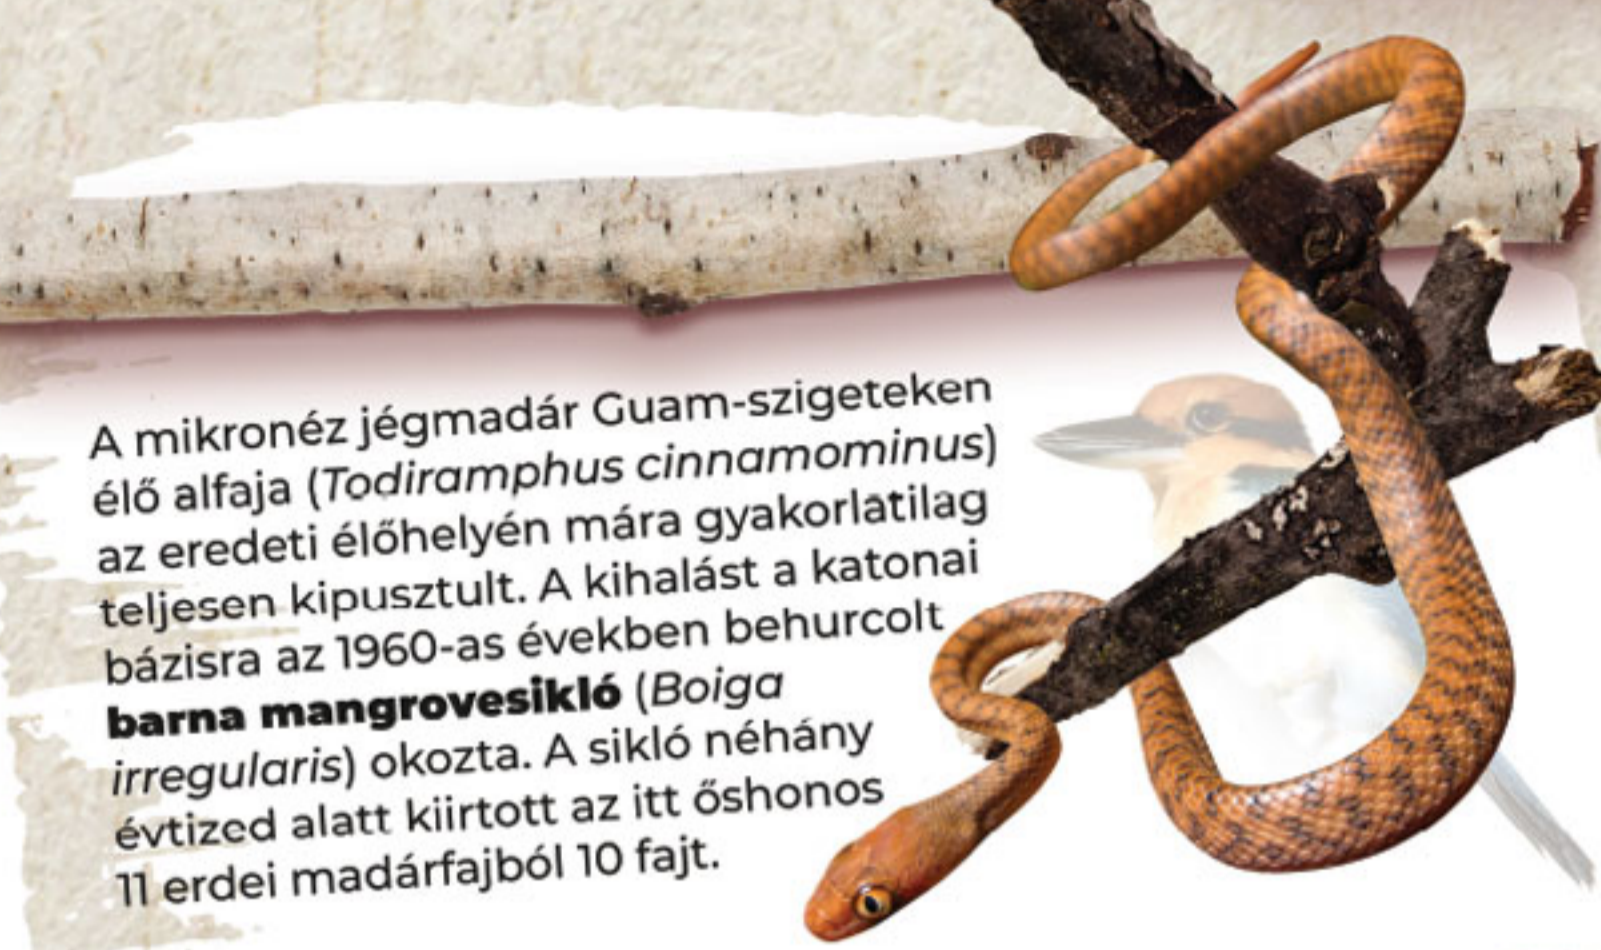 A mikronéz jégmadár Guam-szigeteken
élő alfaja (Todiramphus cinnamominus)
az eredeti élőhelyén mára gyakorlatilag
teljesen kipusztult. A kihalást a katonai
bázisra az 1960-as években behurcolt
barna mangrovesikló (Boiga
irregularis) okozta. A sikló néhány
évtized alatt kiirtott az itt őshonos
11 erdei madárfajból 10 fajt.